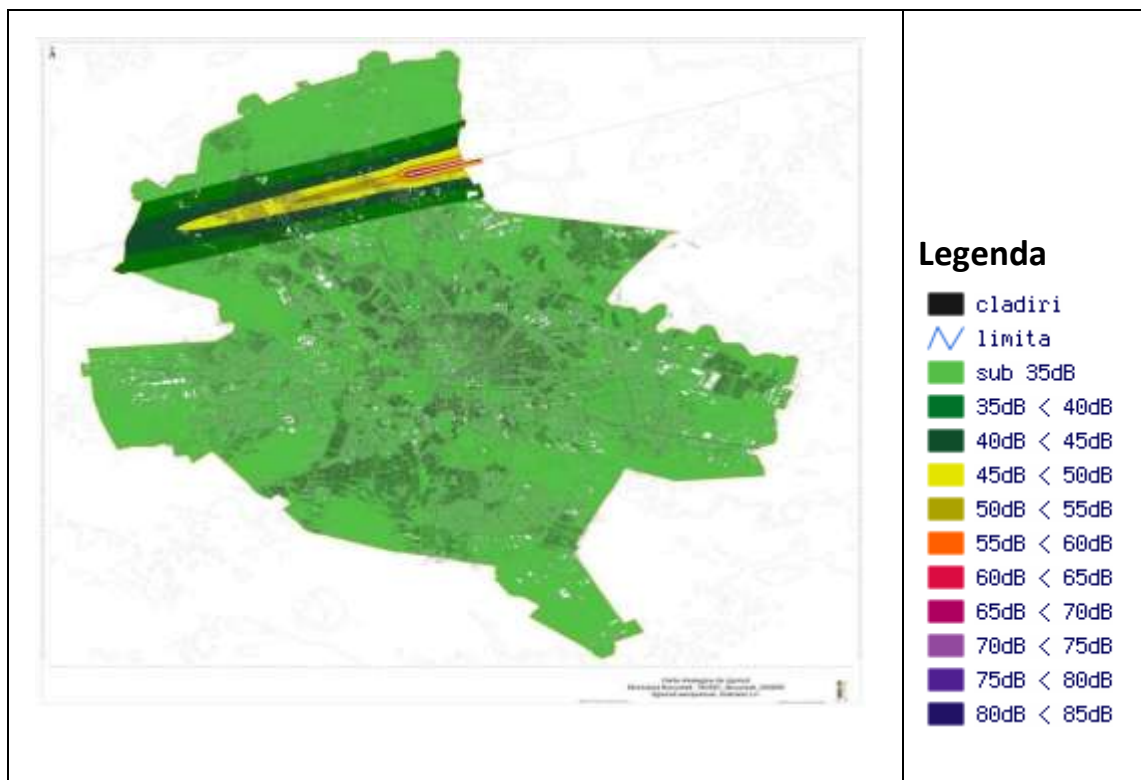 Legenda
cladiri
limita
sub 35dB
35dB < 40dB
40dB < 45dB
45dB < 50dB
50dB < 55dB
55dB < 60dB
60dB < 65dB
65dB < 70dB
70dB < 75dB
75dB < 80dB
80dB < 85dB